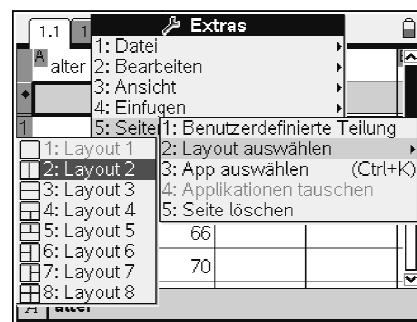 1.1 1
Extras
A alter
1: Datei
2: Bearbeiten
3: Ansicht
4: Einfugen
1
5: Seite
1: Benutzerdefinierte Teilung
2: Layout auswählen
3: App auswählen (Ctrl+K)
4: Applikationen tauschen
5: Seite löschen
1: Layout 1
2: Layout 2
3: Layout 3
4: Layout 4
5: Layout 5
6: Layout 6
7: Layout 7
8: Layout 8
66
70
A alter